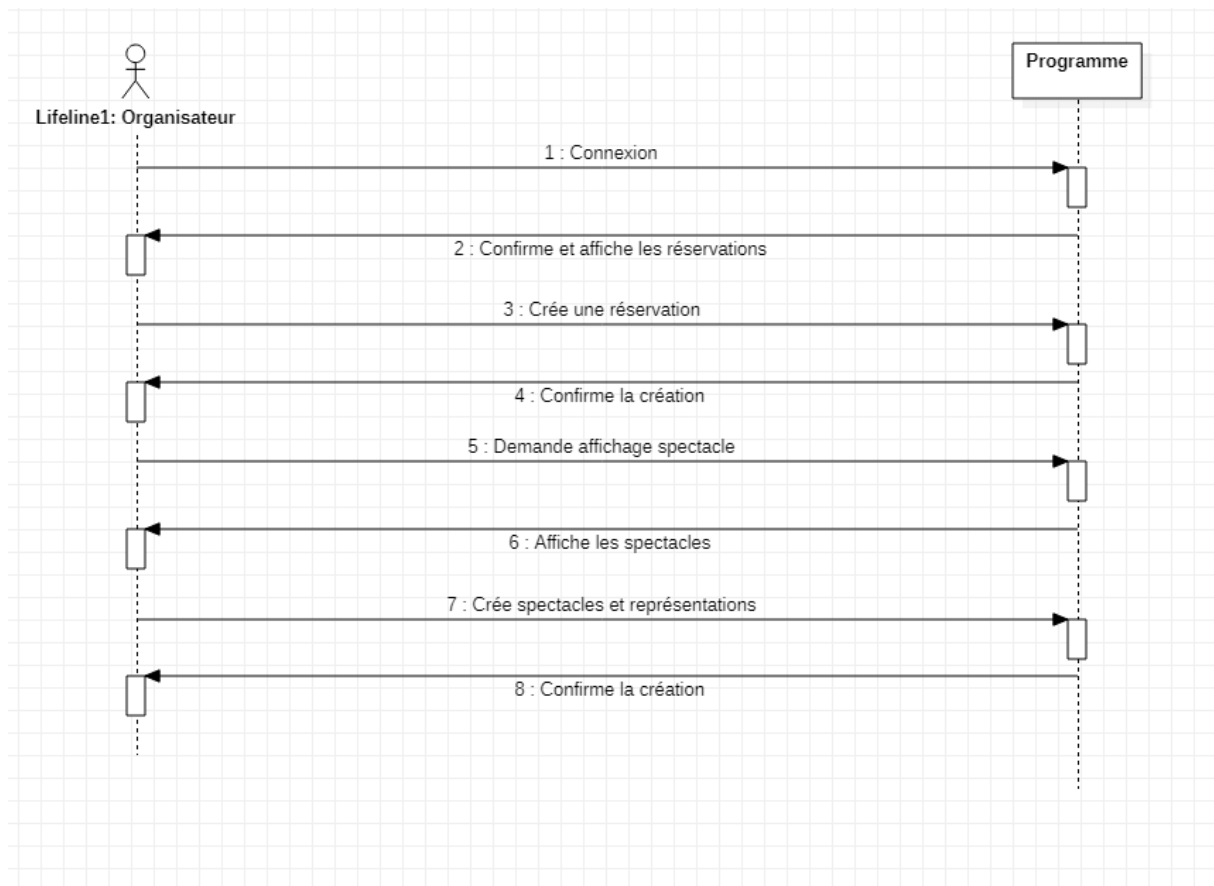 Programme
Lifeline1: Organisateur
1 : Connexion
2 : Confirme et affiche les réservations
3 : Crée une réservation
4 : Confirme la création
5 : Demande affichage spectacle
6 : Affiche les spectacles
7 : Crée spectacles et représentations
8 : Confirme la création